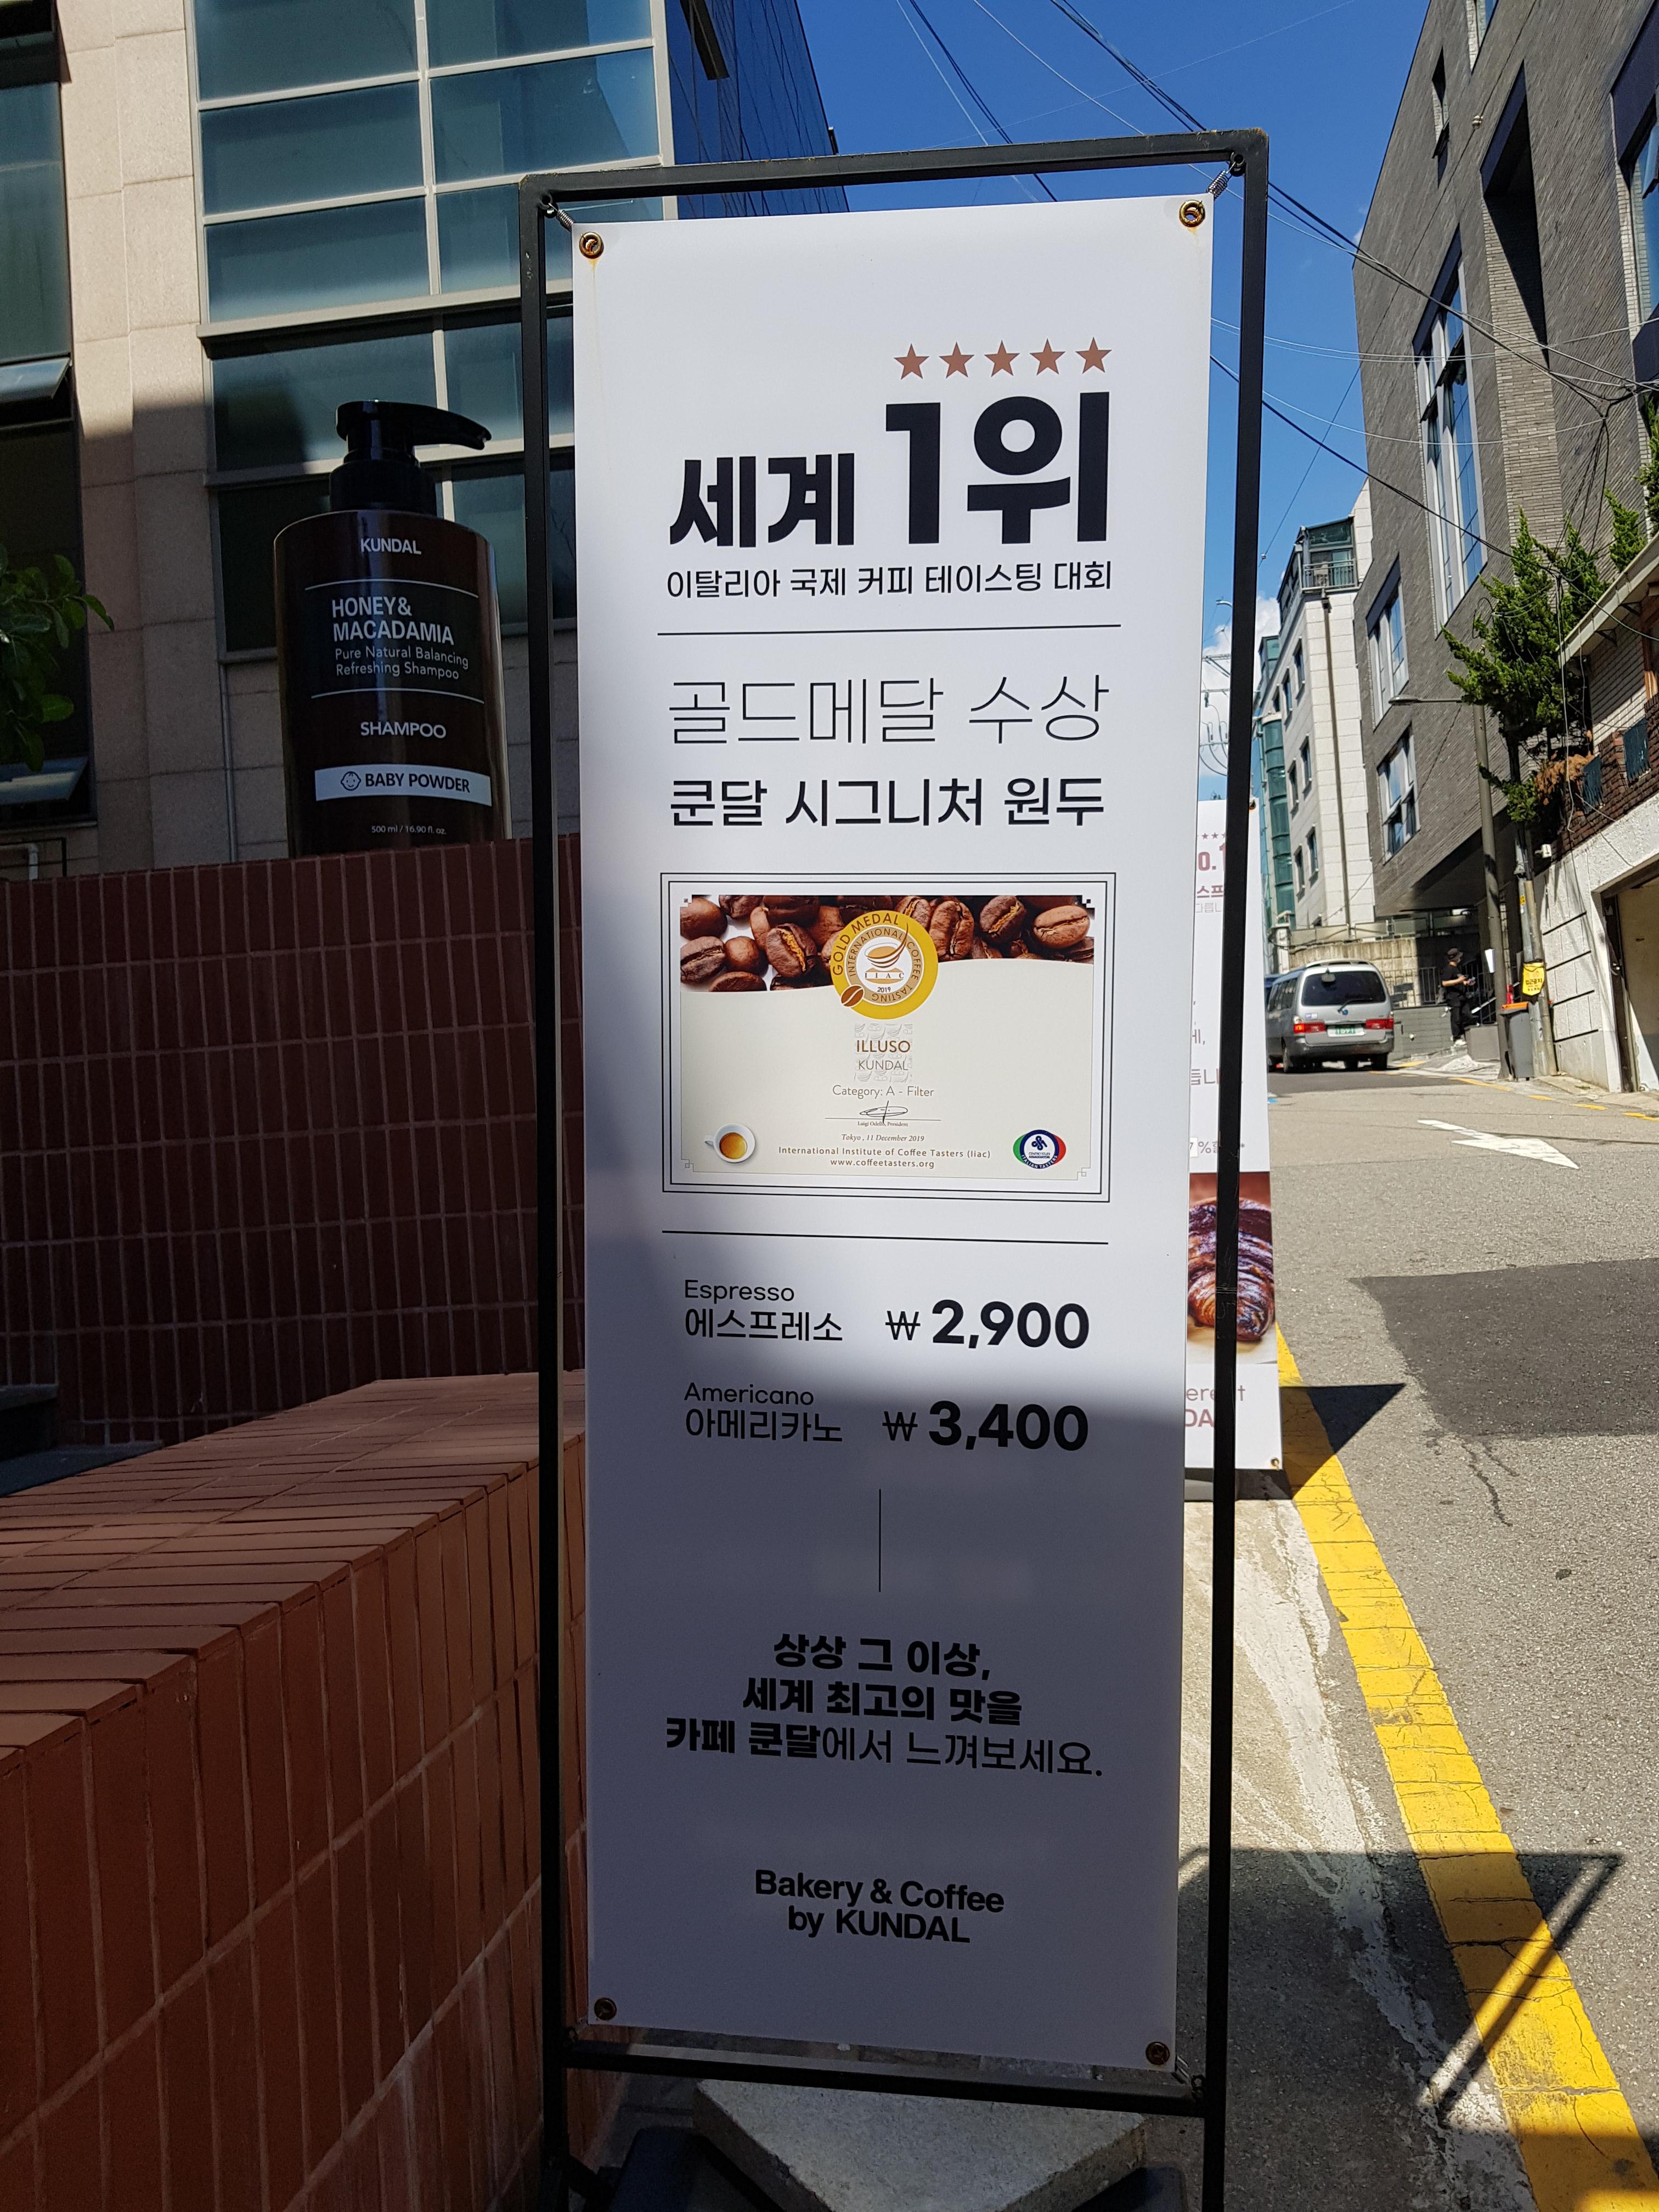 세계 1위
이탈리아 국제 커피 테이스팅 대회
골드메달 수상
쿤달 시그니처 원두
GOLD MEDAL
INTERNATIONAL COFFEE TASTING
IIAC
2019
ILLUSO
KUNDAL
Category: A - Filter
Luigi Odello, President
Tokyo, 11 December 2019
International Institute of Coffee Tasters (Iiac)
www.coffeetasters.org
Espresso
에스프레소 ₩ 2,900
Americano
아메리카노 ₩ 3,400
상상 그 이상,
세계 최고의 맛을
카페 쿤달에서 느껴보세요.
Bakery & Coffee
by KUNDAL
KUNDAL
HONEY&
MACADAMIA
Pure Natural Balancing
Refreshing Shampoo
SHAMPOO
BABY POWDER
500 ml / 16.90 fl. oz.